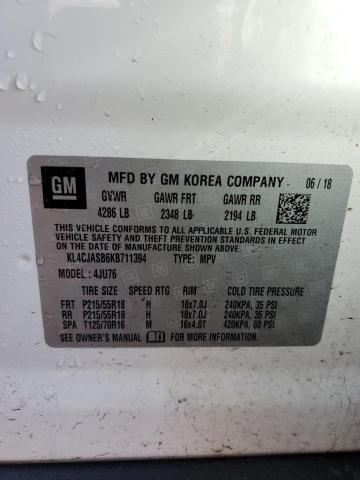 GM MFD BY GM KOREA COMPANY 06/18
GVWR GAWR FRT GAWR RR
4286 LB 2348 LB 2194 LB
THIS VEHICLE CONFORMS TO ALL APPLICABLE
U.S. FEDERAL MOTOR VEHICLE SAFETY, BUMPER, AND
THEFT PREVENTION STANDARDS IN EFFECT ON THE DATE
OF MANUFACTURE SHOWN ABOVE.
KL4CJASB6KB711394 TYPE: MPV
MODEL: 4JU76
TIRE SIZE SPEED RTG RIM COLD TIRE PRESSURE
FRT P215/55R18 H 18x7.0J 240KPA, 35 PSI
RR P215/55R18 H 18x7.0J 240KPA, 35 PSI
SPA T125/70R16 M 16x4.0T 420KPA, 60 PSI
SEE OWNER'S MANUAL FOR MORE INFORMATION.